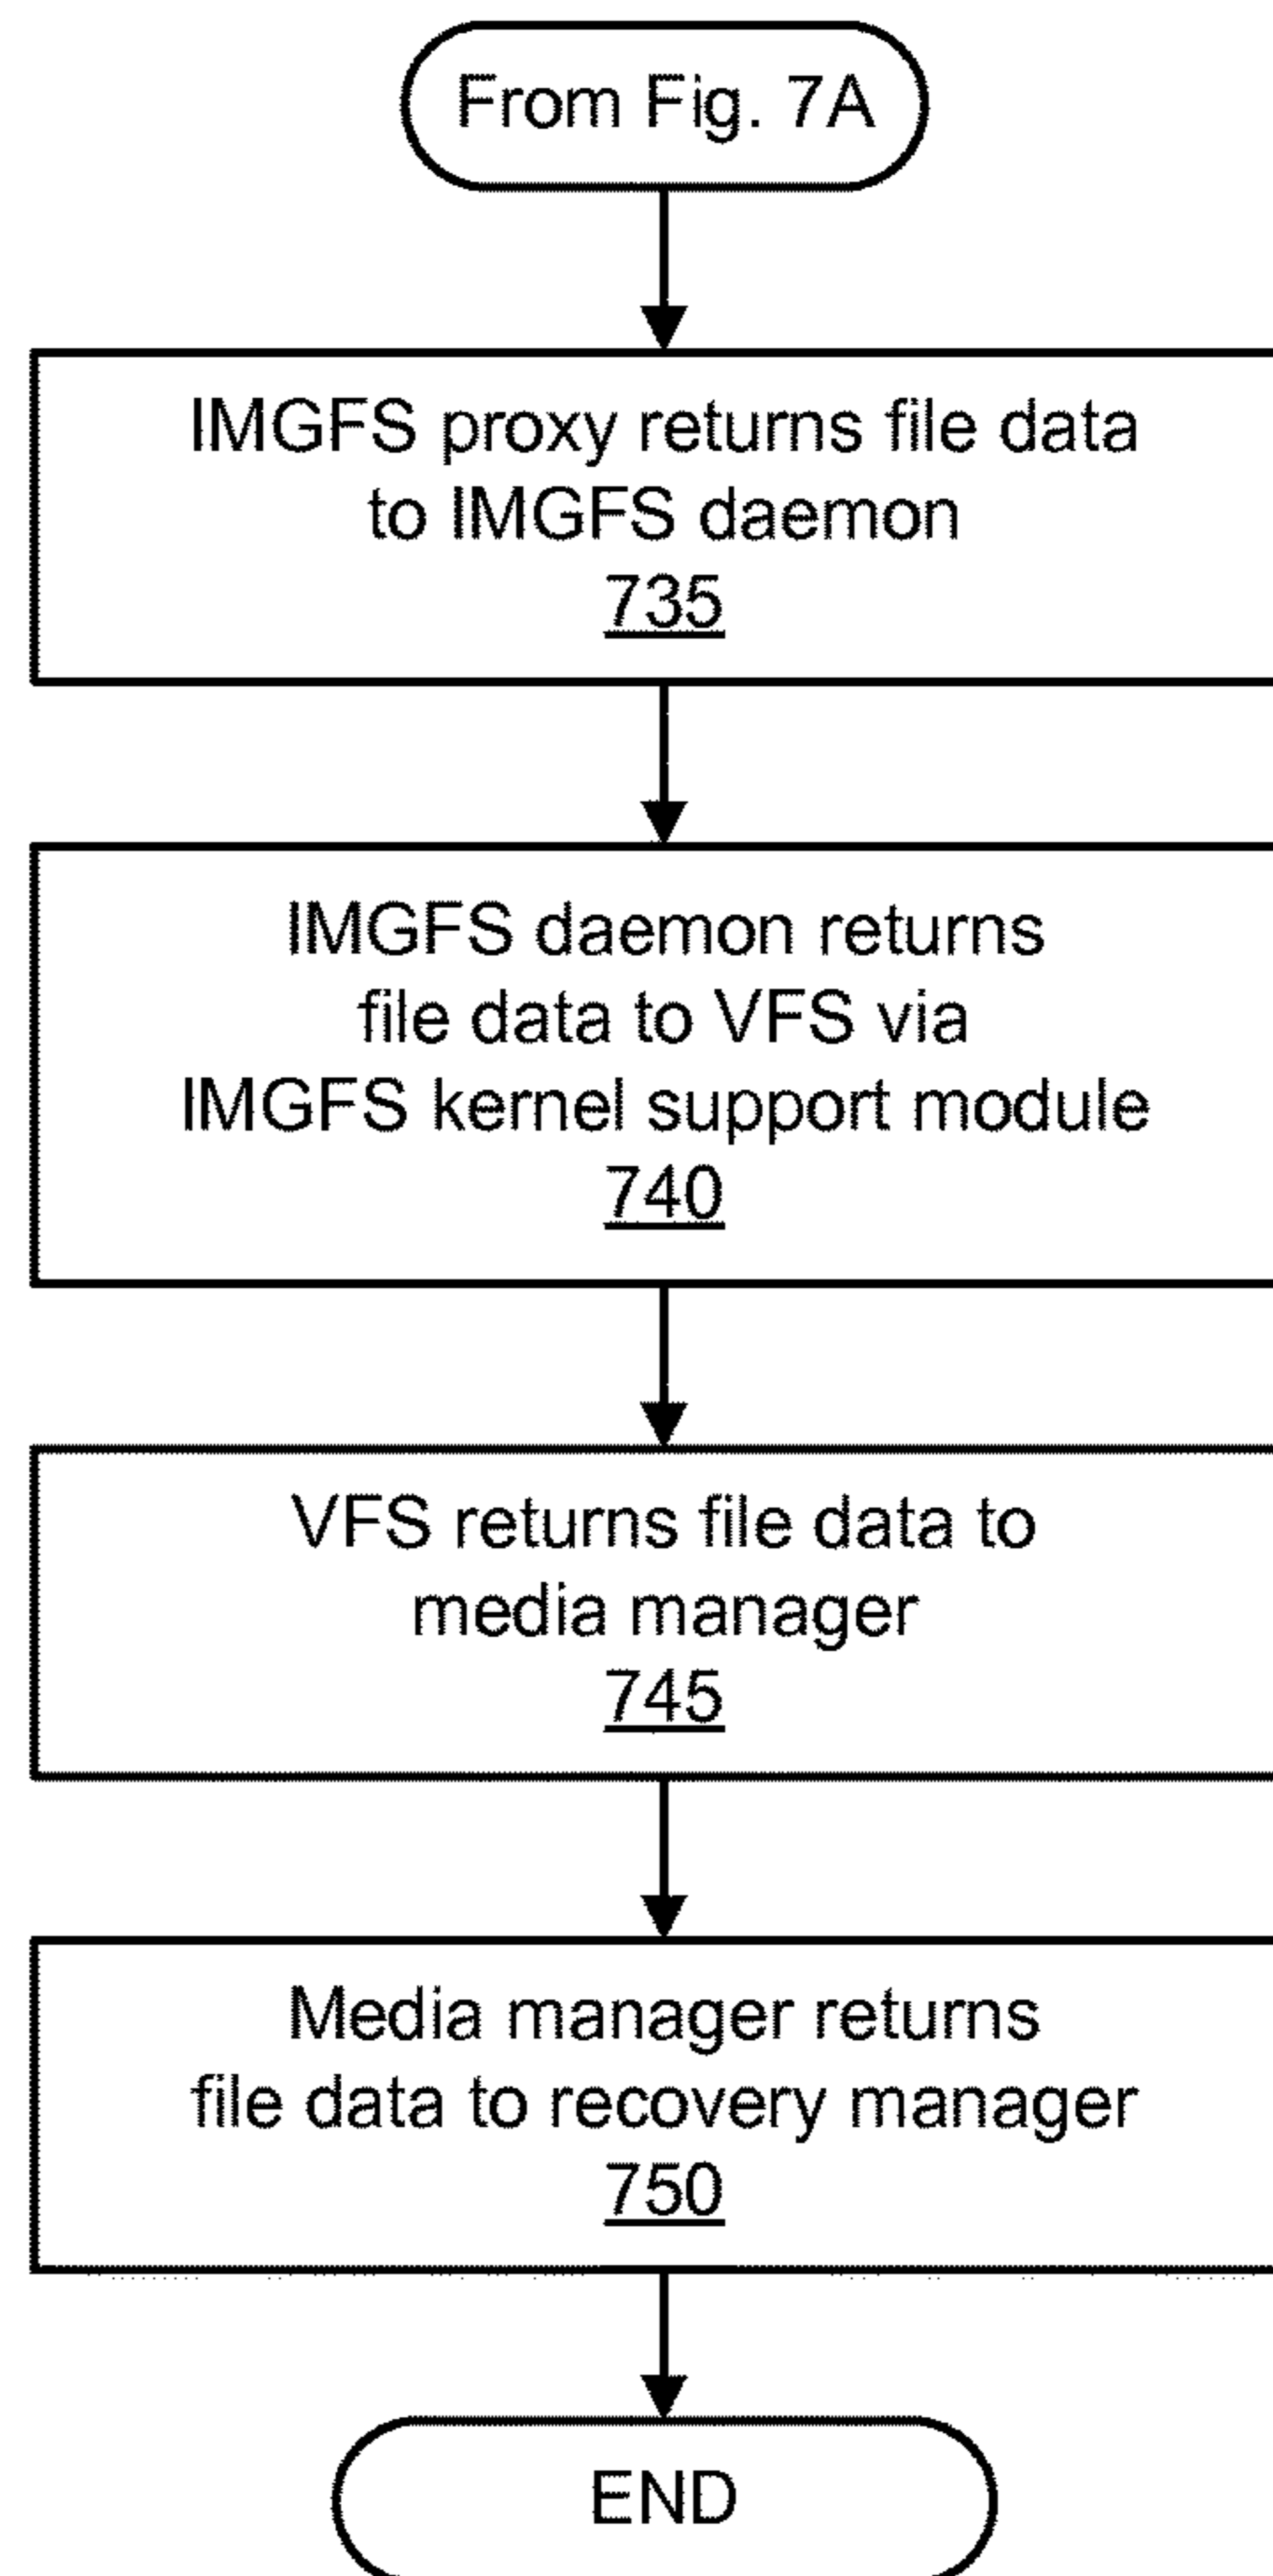 From Fig. 7A
IMGFS proxy returns file data
to IMGFS daemon
735
IMGFS daemon returns
file data to VFS via
IMGFS kernel support module
740
VFS returns file data to
media manager
745
Media manager returns
file data to recovery manager
750
END